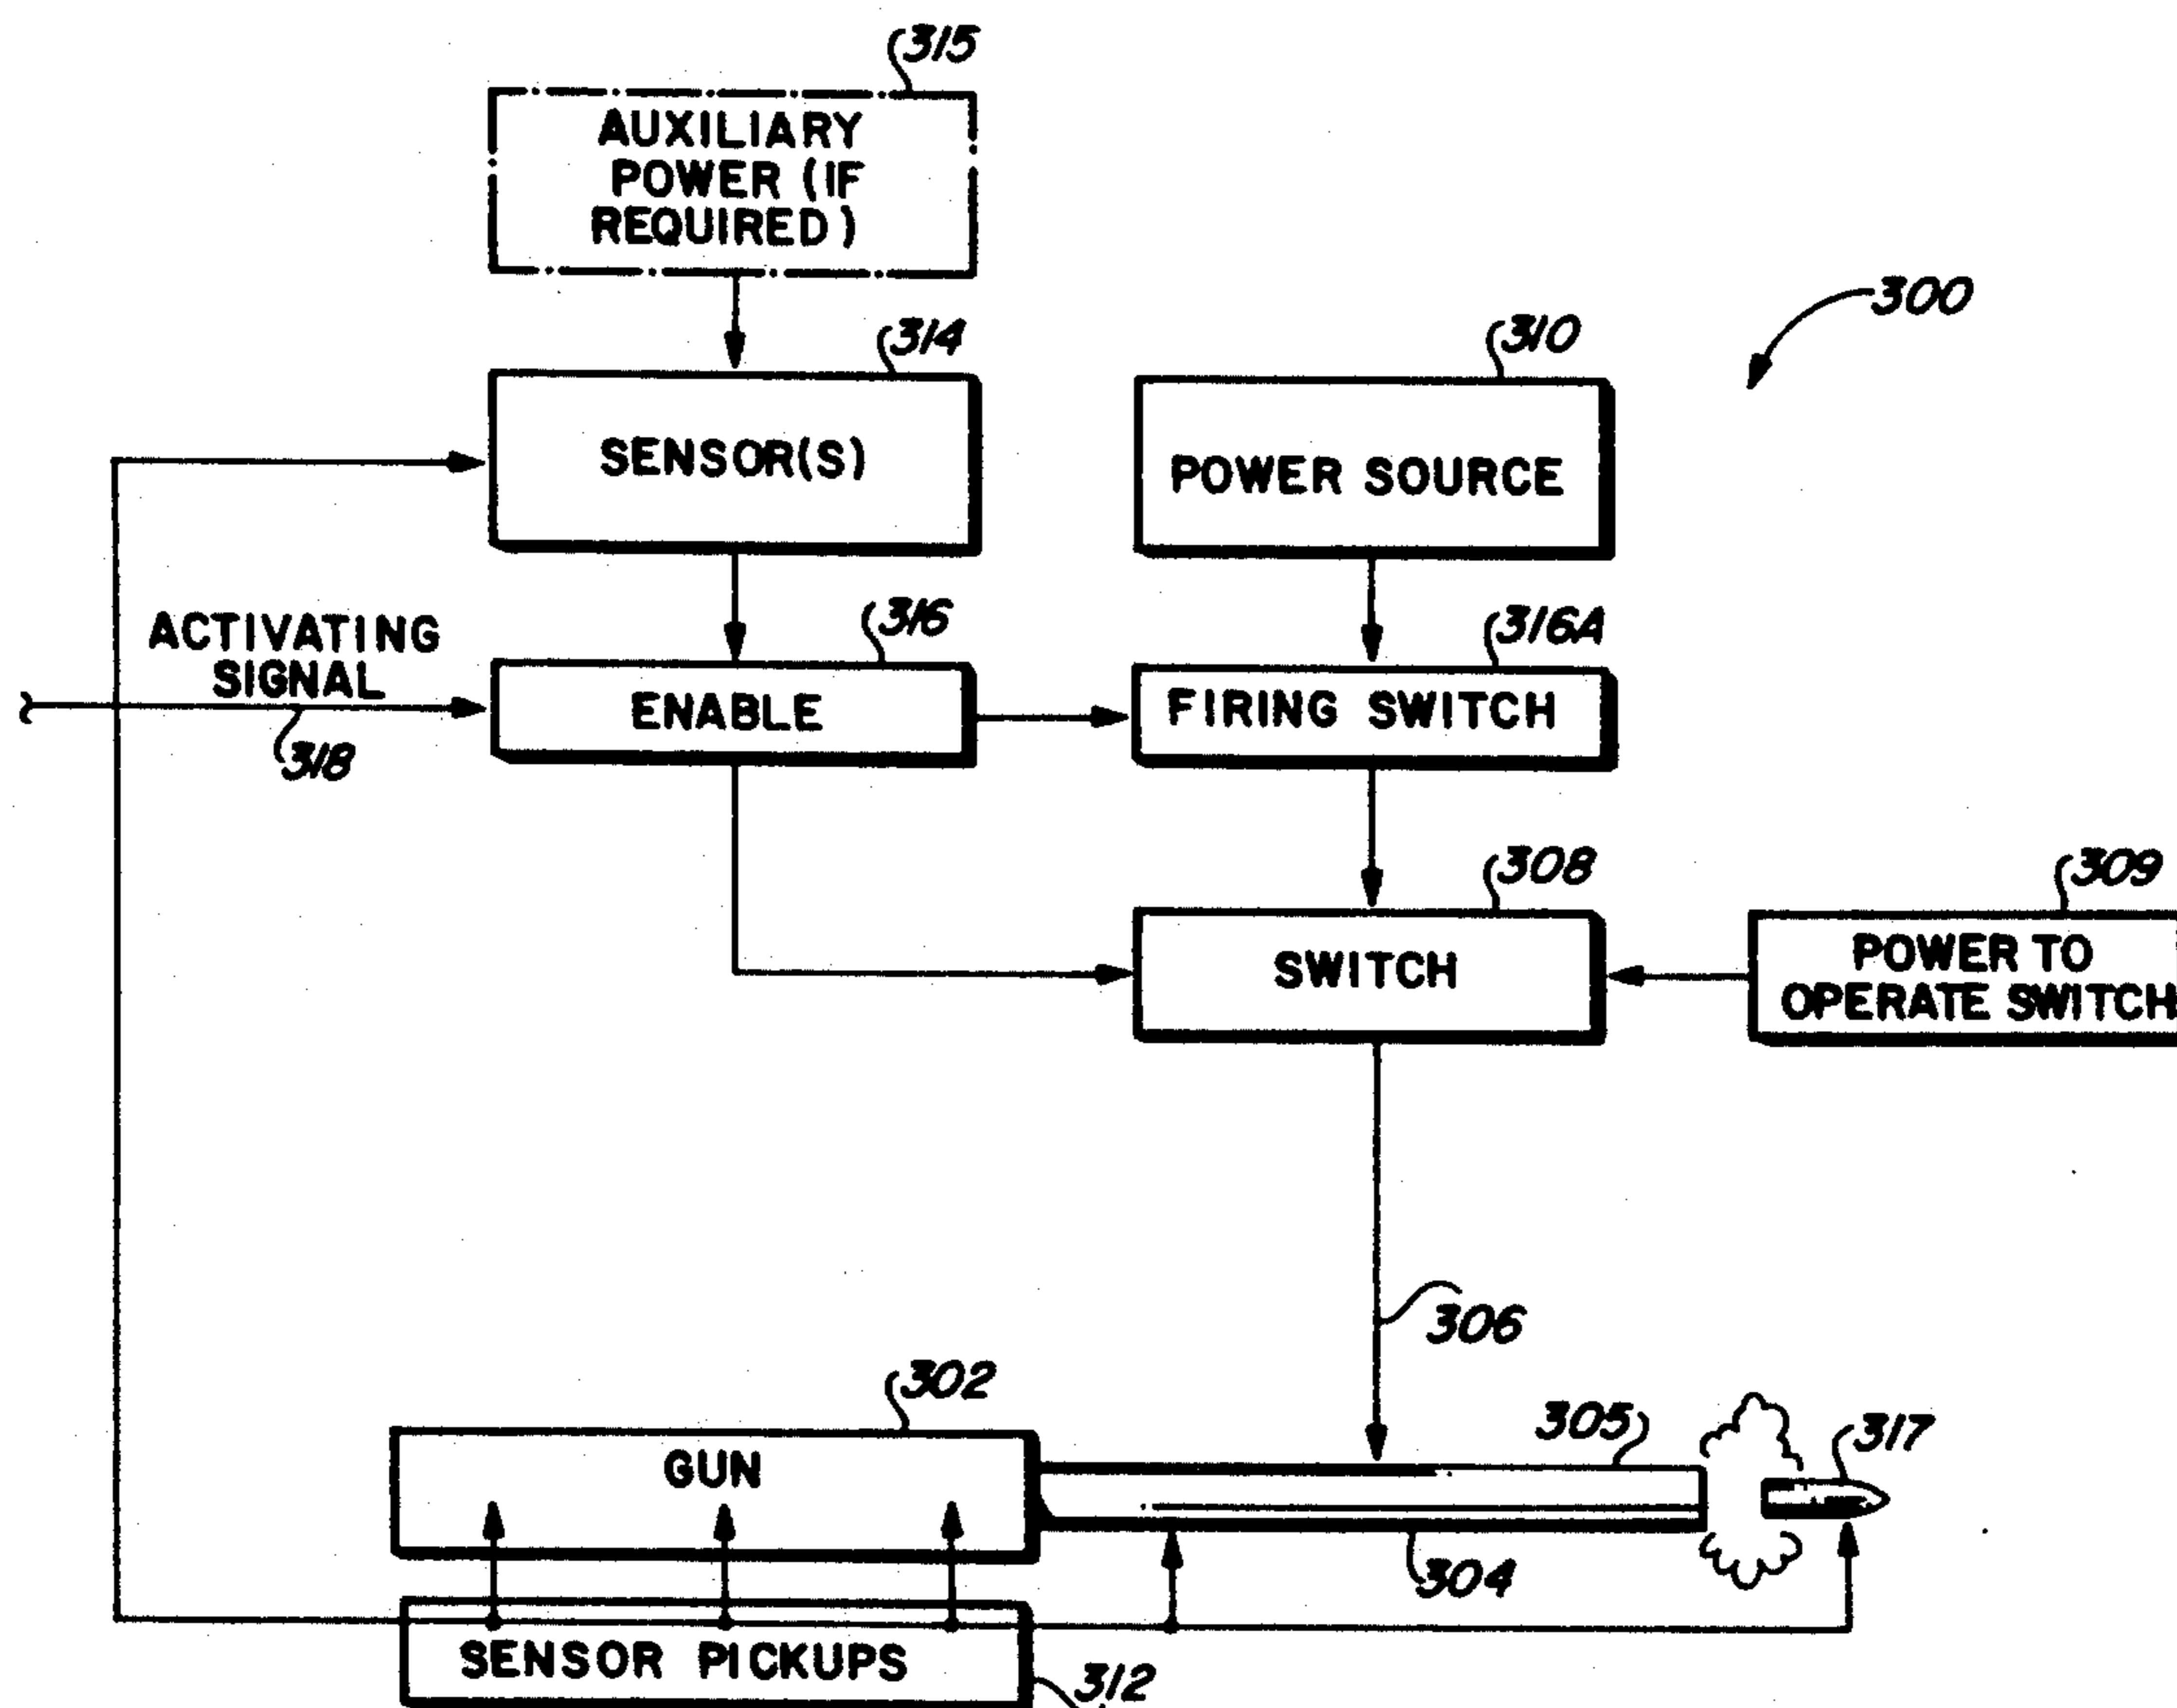 315
AUXILIARY
POWER (IF
REQUIRED)
300
314
310
SENSOR(S)
POWER SOURCE
ACTIVATING
SIGNAL
316
316A
ENABLE
FIRING SWITCH
318
308
309
SWITCH
POWER TO
OPERATE SWITCH
306
302
305
317
GUN
304
SENSOR PICKUPS
312